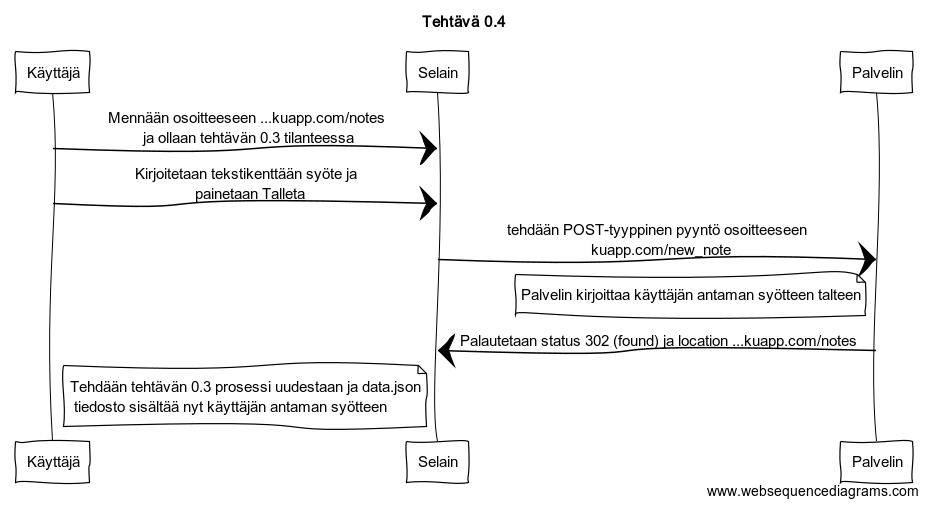 Tehtävä 0.4
Käyttäjä
Selain
Palvelin
Mennään osoitteeseen ...kuapp.com/notes
ja ollaan tehtävän 0.3 tilanteessa
Kirjoitetaan tekstikenttään syöte ja
painetaan Talleta
tehdään POST-tyyppinen pyyntö osoitteeseen
kuapp.com/new_note
Palvelin kirjoittaa käyttäjän antaman syötteen talteen
Palautetaan status 302 (found) ja location ...kuapp.com/notes
Tehdään tehtävän 0.3 prosessi uudestaan ja data.json
tiedosto sisältää nyt käyttäjän antaman syötteen
Käyttäjä
Selain
Palvelin
www.websequencediagrams.com